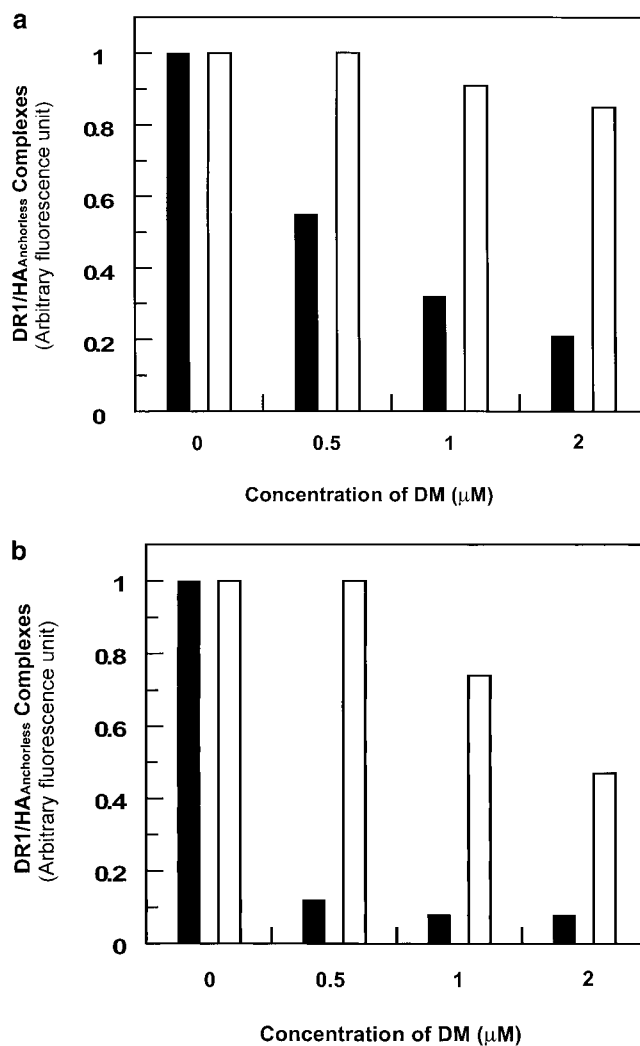 a
DR1/HAAnchorless Complexes
(Arbitrary fluorescence unit)
1
0.8
0.6
0.4
0.2
0
0 0.5 1 2
Concentration of DM (μM)
b
DR1/HAAnchorless Complexes
(Arbitrary fluorescence unit)
1
0.8
0.6
0.4
0.2
0
0 0.5 1 2
Concentration of DM (μM)